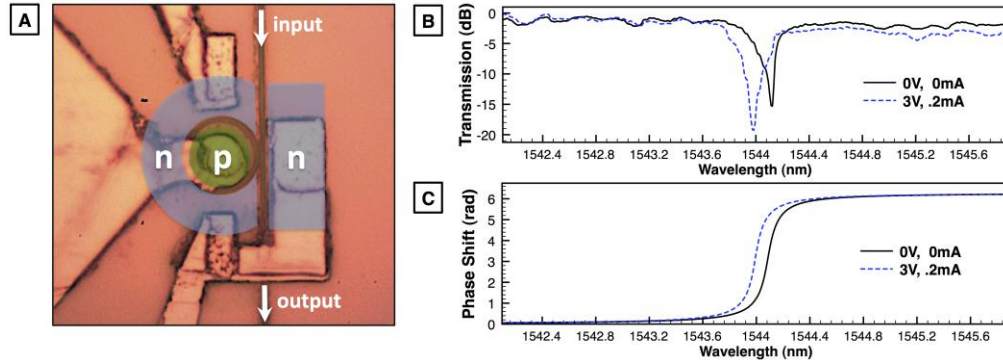 A
input
n
p
n
output
B
Transmission (dB)
0
-5
-10
-15
-20
0V, 0mA
3V, .2mA
1542.4 1542.8 1543.2 1543.6 1544 1544.4 1544.8 1545.2 1545.6
Wavelength (nm)
C
Phase Shift (rad)
6
5
4
3
2
1
0
0V, 0mA
3V, .2mA
1542.4 1542.8 1543.2 1543.6 1544 1544.4 1544.8 1545.2 1545.6
Wavelength (nm)